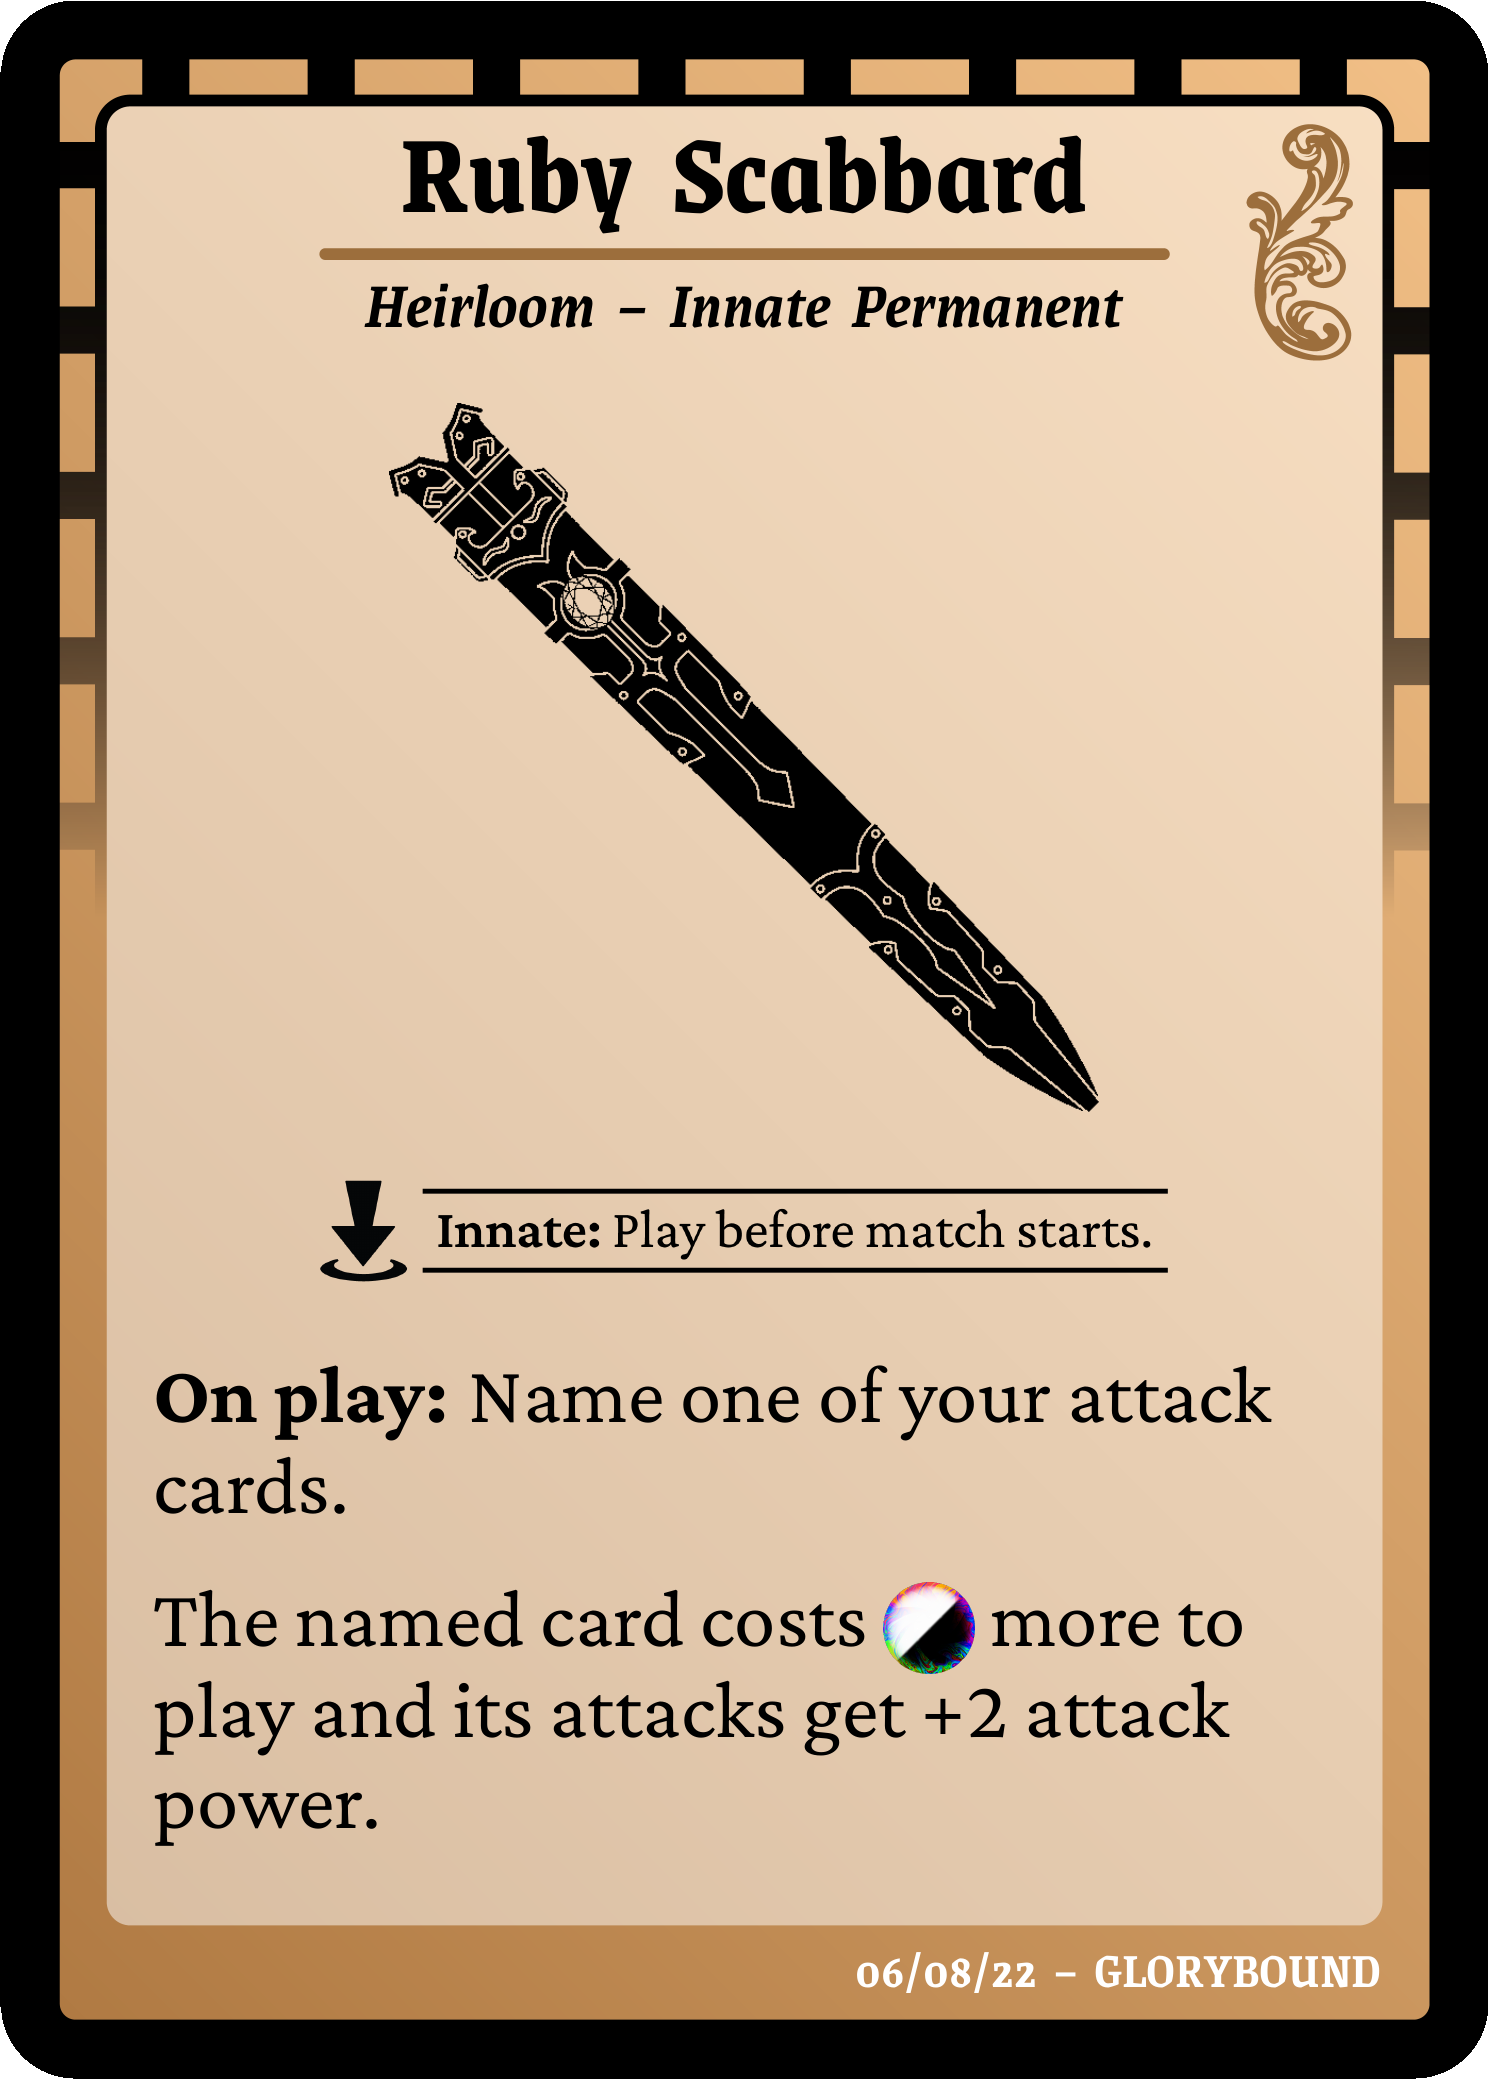 Ruby Scabbard
Heirloom – Innate Permanent
Innate: Play before match starts.
On play: Name one of your attack
cards.
The named card costs more to
play and its attacks get +2 attack
power.
06/08/22 – GLORYBOUND